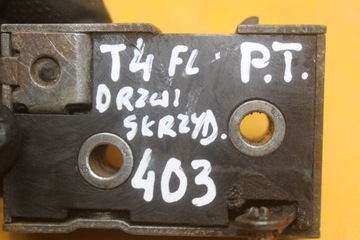 T4 FL · P.T.
DRZWI
SKRZYD.
403